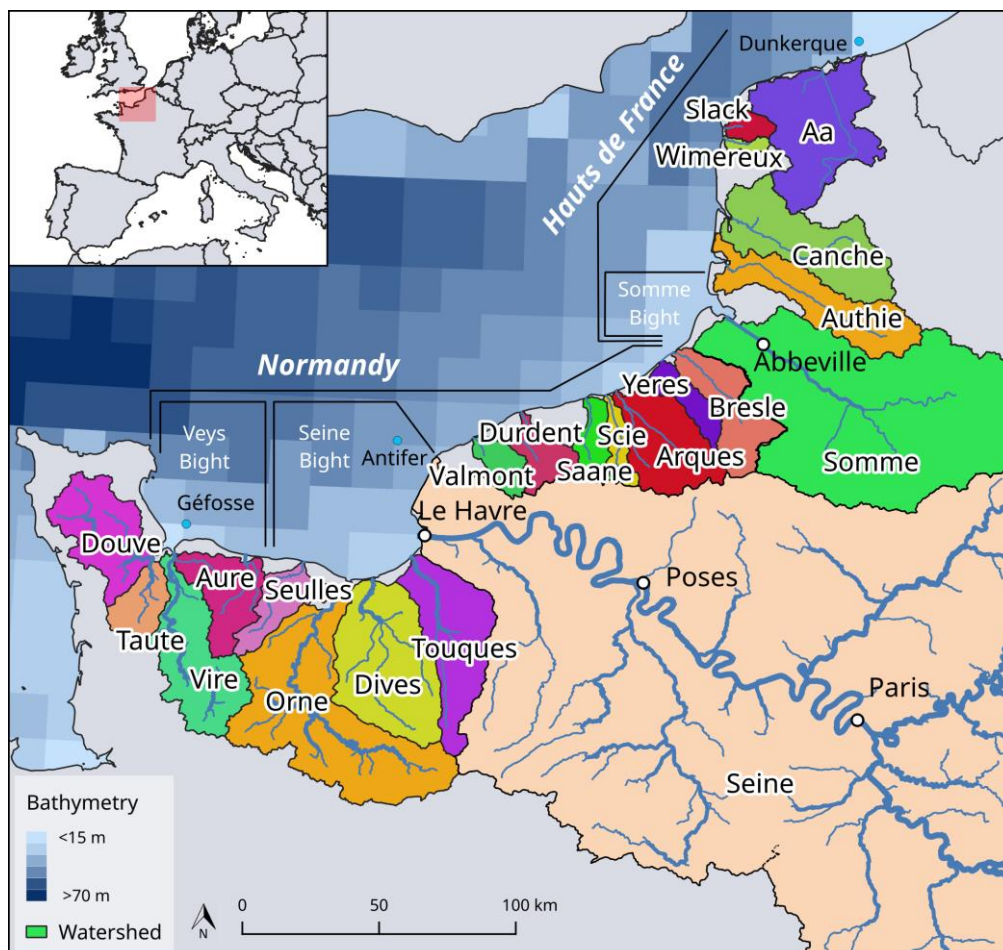 Dunkerque
Hauts de France
Slack
Aa
Wimereux
Canche
Somme
Bight
Authie
Abbeville
Normandy
Yeres
Bresle
Veys
Bight
Seine
Bight
Durdent
Scie
Antifer
Valmont
Saane
Arques
Somme
Géfosse
Le Havre
Douve
Aure
Seulles
Poses
Taute
Touques
Vire
Orne
Dives
Paris
Seine
Bathymetry
<15 m
>70 m
Watershed
N
0 50 100 km